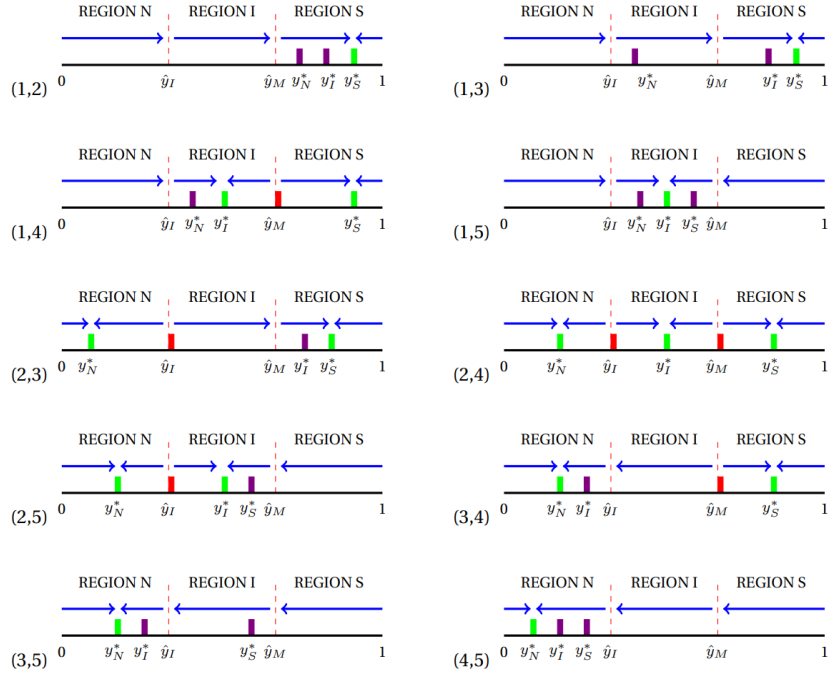 REGION N REGION I REGION S
(1,2) 0 ŷ_I ŷ_M y*_N y*_I y*_S 1
REGION N REGION I REGION S
(1,3) 0 ŷ_I y*_N ŷ_M y*_I y*_S 1
REGION N REGION I REGION S
(1,4) 0 ŷ_I y*_N y*_I ŷ_M y*_S 1
REGION N REGION I REGION S
(1,5) 0 ŷ_I y*_N y*_I y*_S ŷ_M 1
REGION N REGION I REGION S
(2,3) 0 y*_N ŷ_I ŷ_M y*_I y*_S 1
REGION N REGION I REGION S
(2,4) 0 y*_N ŷ_I y*_I ŷ_M y*_S 1
REGION N REGION I REGION S
(2,5) 0 y*_N ŷ_I y*_I y*_S ŷ_M 1
REGION N REGION I REGION S
(3,4) 0 y*_N y*_I ŷ_I ŷ_M y*_S 1
REGION N REGION I REGION S
(3,5) 0 y*_N y*_I ŷ_I y*_S ŷ_M 1
REGION N REGION I REGION S
(4,5) 0 y*_N y*_I y*_S ŷ_I ŷ_M 1